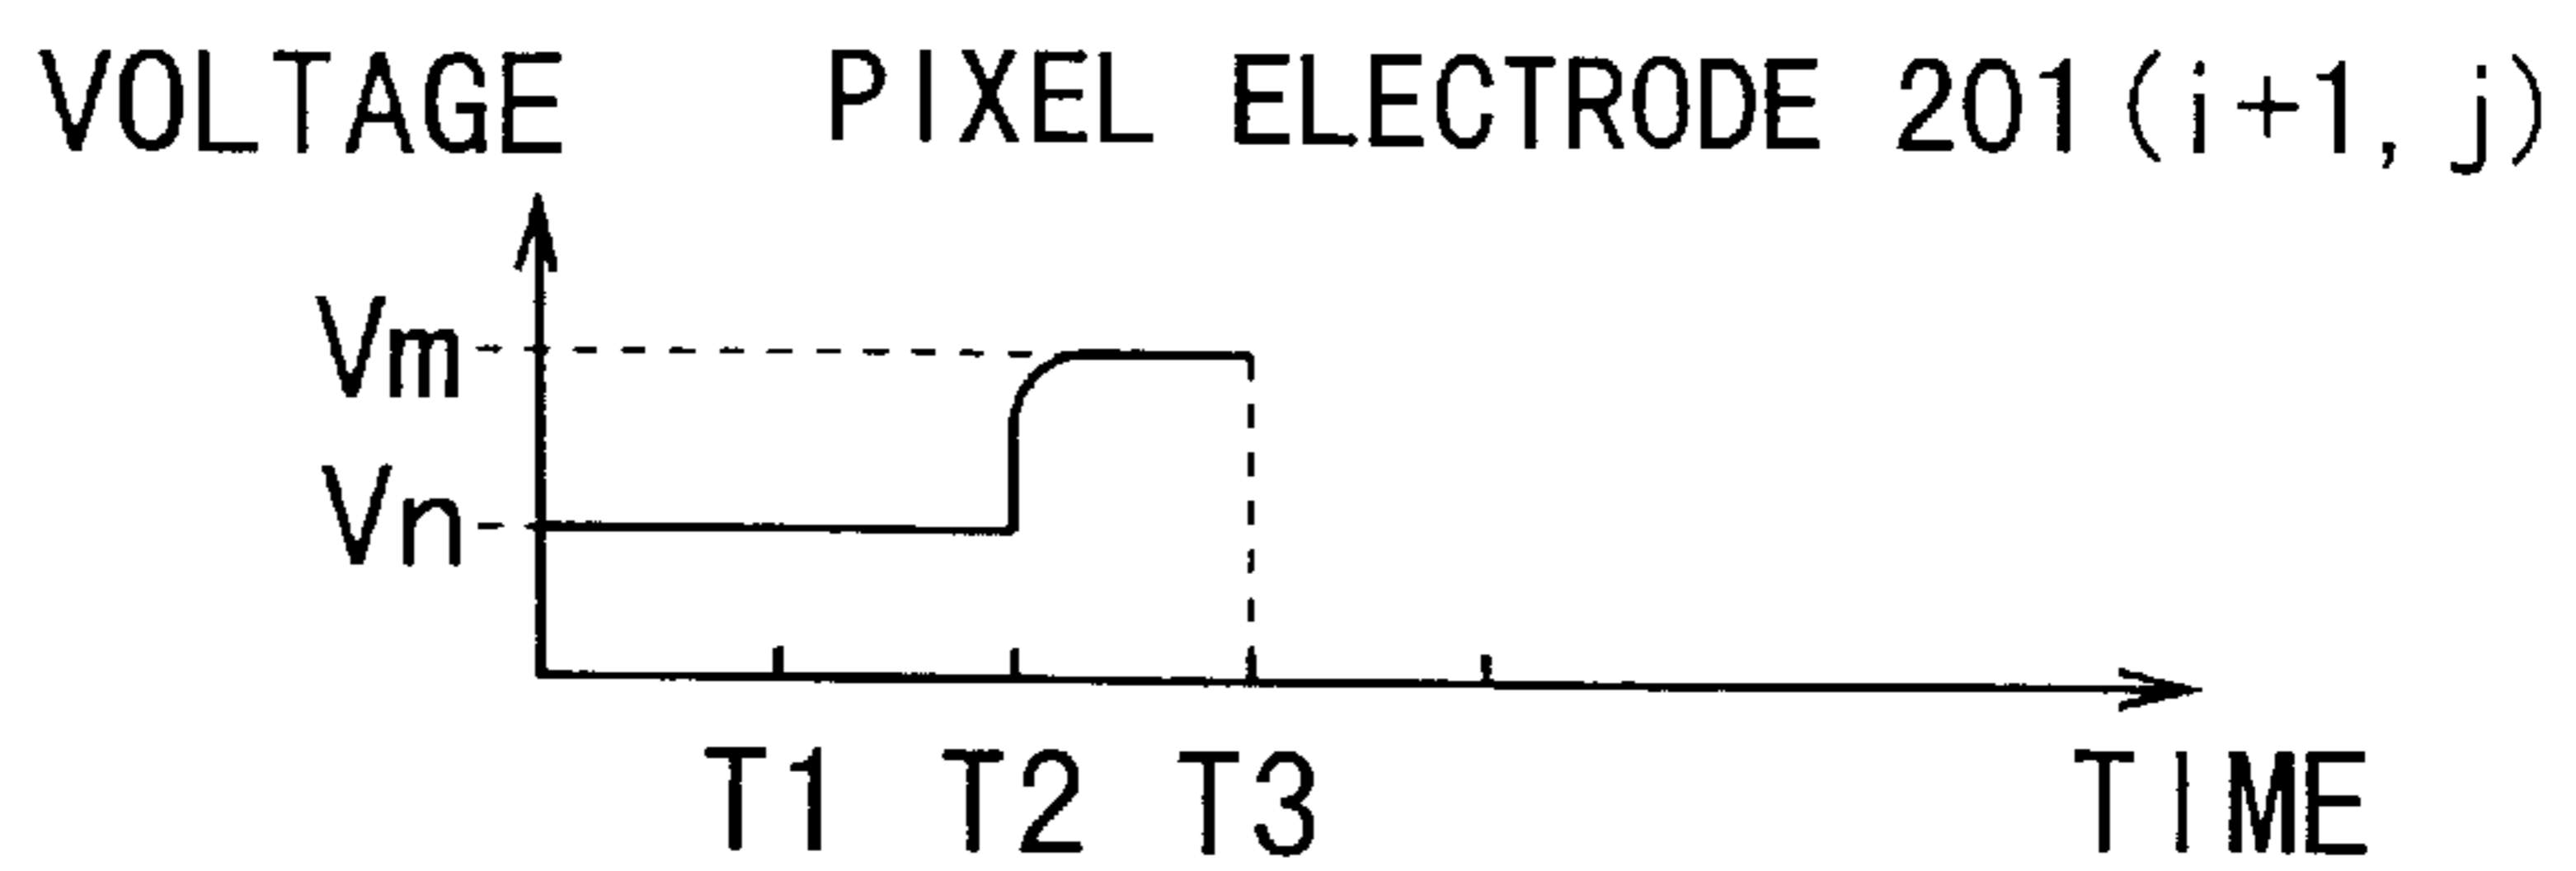 VOLTAGE PIXEL ELECTRODE 201(i+1, j)
Vm
Vn
T1 T2 T3 TIME